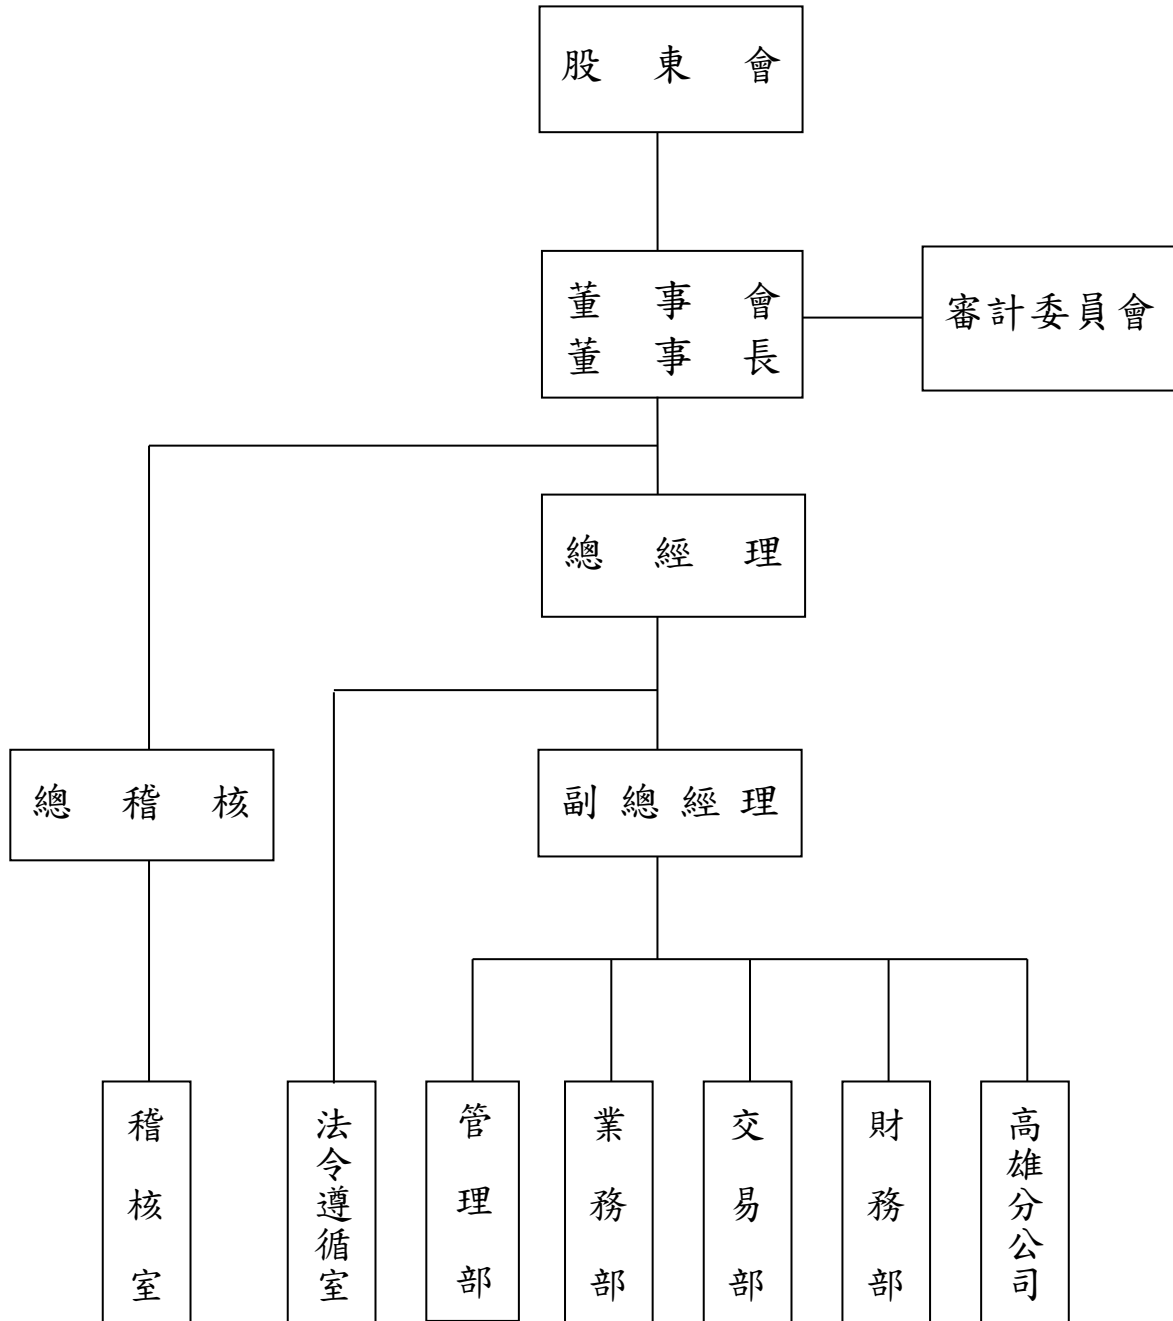 股東會
董事會
董事長
審計委員會
總經理
總稽核
副總經理
稽核室
法令遵循室
管理部
業務部
交易部
財務部
高雄分公司